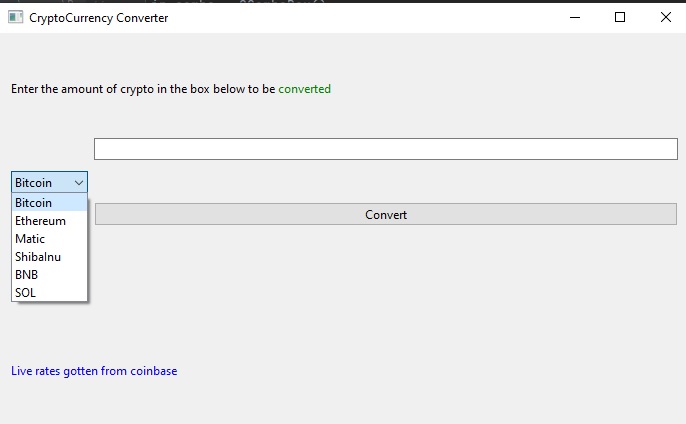 CryptoCurrency Converter
Enter the amount of crypto in the box below to be converted
Bitcoin
Bitcoin
Ethereum
Matic
ShibaInu
BNB
SOL
Convert
Live rates gotten from coinbase